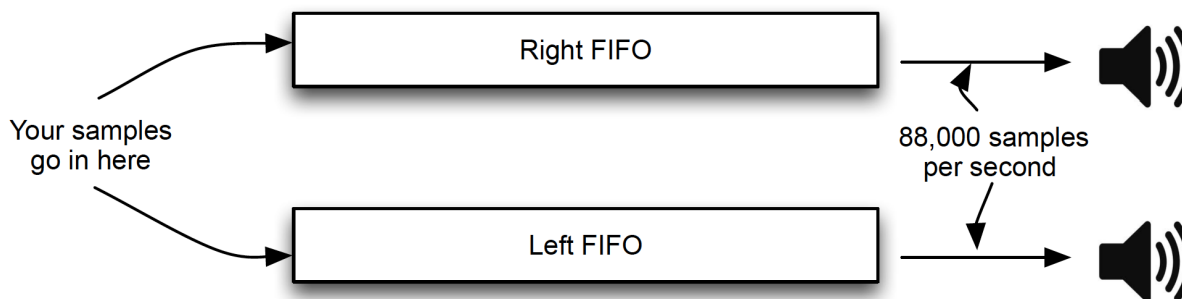 Right FIFO
Your samples
go in here
88,000 samples
per second
Left FIFO